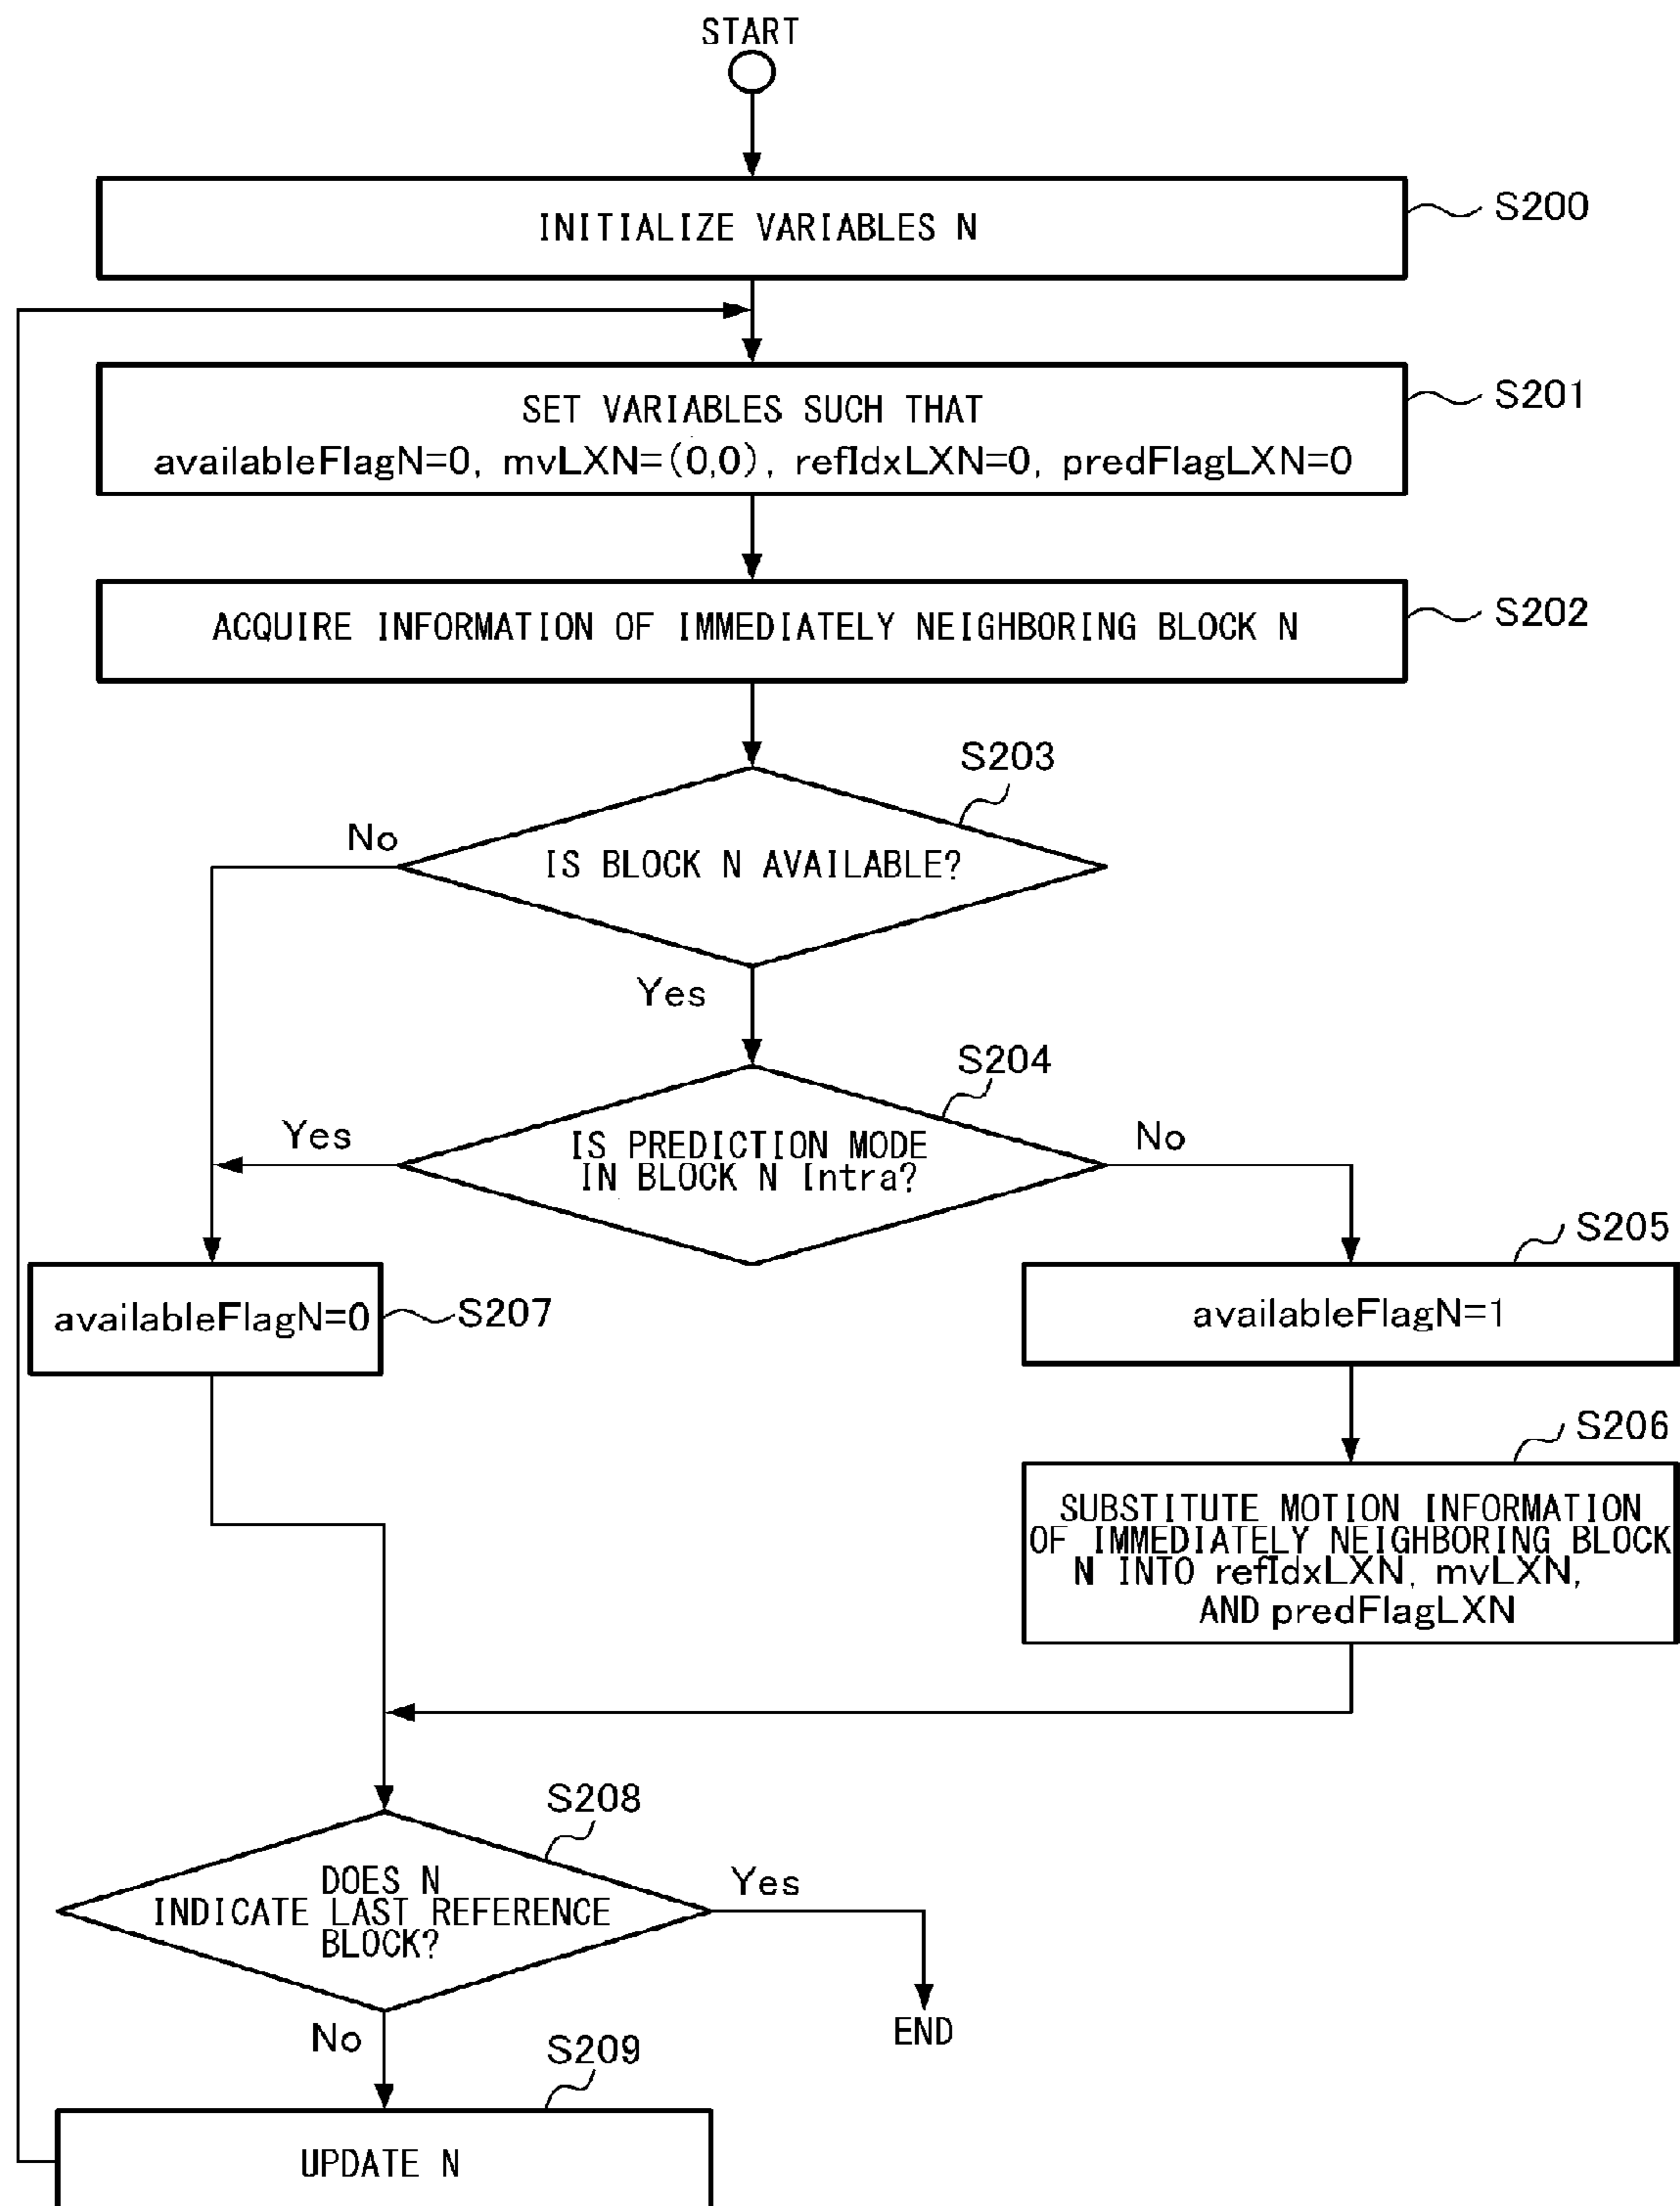 START
INITIALIZE VARIABLES N
S200
SET VARIABLES SUCH THAT
availableFlagN=0, mvLXN=(0,0), refIdxLXN=0, predFlagLXN=0
S201
ACQUIRE INFORMATION OF IMMEDIATELY NEIGHBORING BLOCK N
S202
S203
No
IS BLOCK N AVAILABLE?
Yes
S204
Yes
IS PREDICTION MODE
IN BLOCK N Intra?
No
S205
availableFlagN=0
S207
availableFlagN=1
S206
SUBSTITUTE MOTION INFORMATION
OF IMMEDIATELY NEIGHBORING BLOCK
N INTO refIdxLXN, mvLXN,
AND predFlagLXN
S208
DOES N
INDICATE LAST REFERENCE
BLOCK?
Yes
END
No
S209
UPDATE N